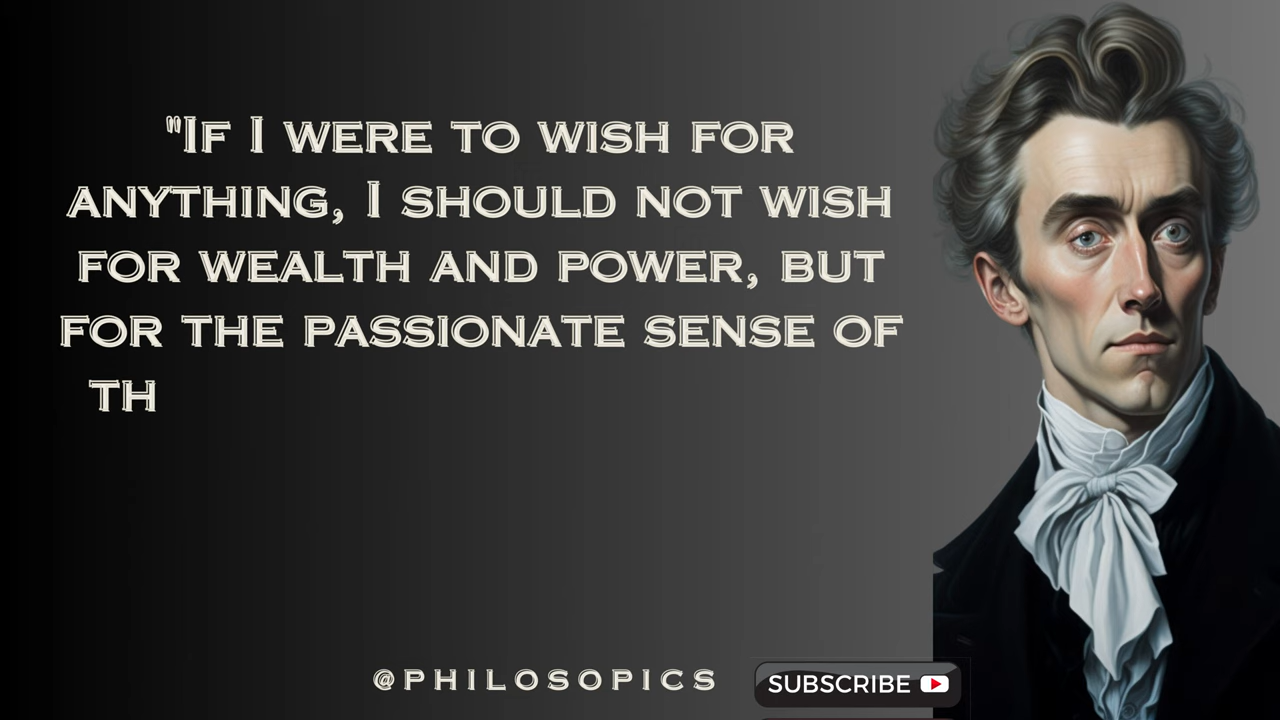 "If I were to wish for
anything, I should not wish
for wealth and power, but
for the passionate sense of
th
@PHILOSOPICS
SUBSCRIBE